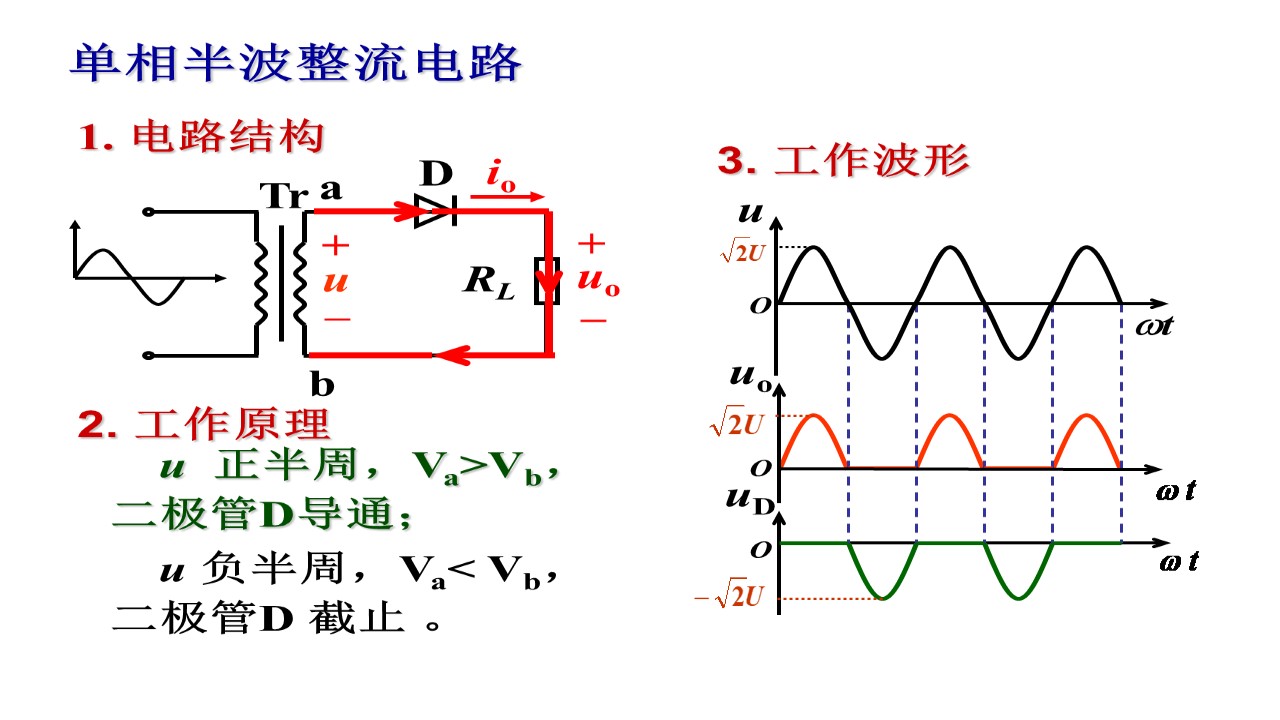 单相半波整流电路
1. 电路结构
Tr a
D
io
+
u
–
RL
+
uo
–
b
2. 工作原理
u 正半周，Va>Vb，
二极管D导通；
u 负半周，Va< Vb，
二极管D 截止 。
3. 工作波形
u
√2U
o
ωt
uo
√2U
o
ω t
uD
o
ω t
–√2U